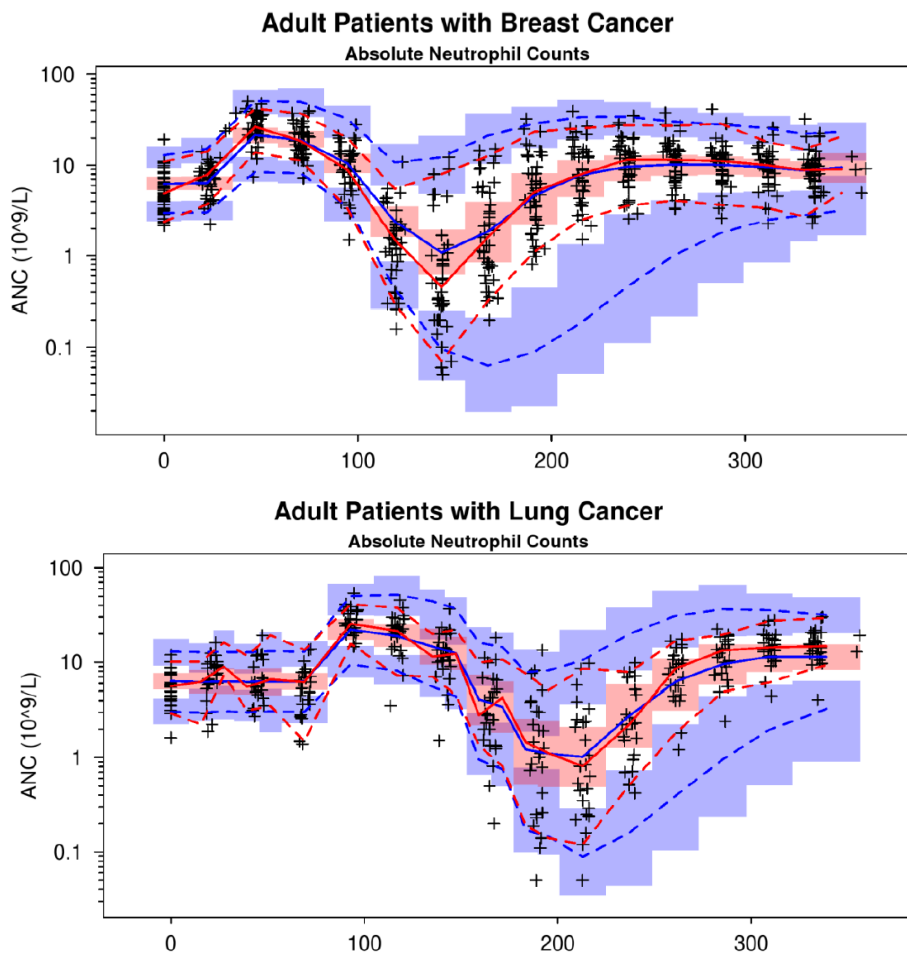 Adult Patients with Breast Cancer
Absolute Neutrophil Counts
ANC (10^9/L)
100
10
1
0.1
0 100 200 300
Adult Patients with Lung Cancer
Absolute Neutrophil Counts
ANC (10^9/L)
100
10
1
0.1
0 100 200 300